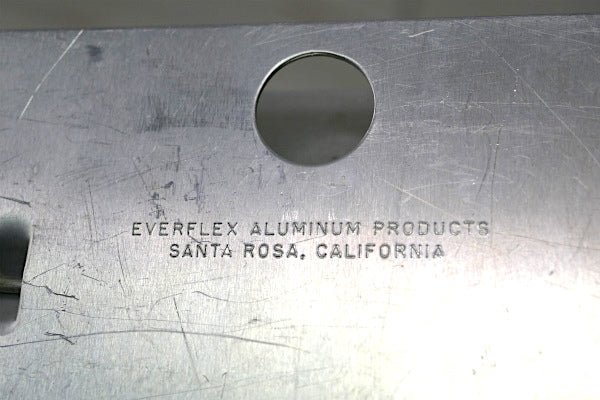 EVERFLEX ALUMINUM PRODUCTS
SANTA ROSA, CALIFORNIA